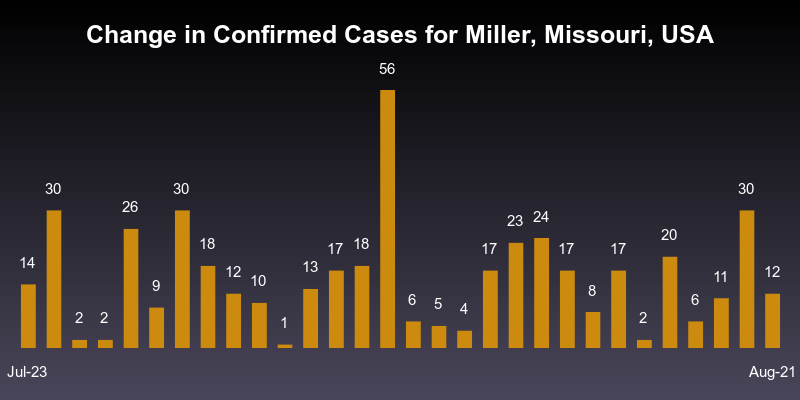 Change in Confirmed Cases for Miller, Missouri, USA
14 30 2 2 26 9 30 18 12 10 1 13 17 18 56 6 5 4 17 23 24 17 8 17 2 20 6 11 30 12
Jul-23 Aug-21